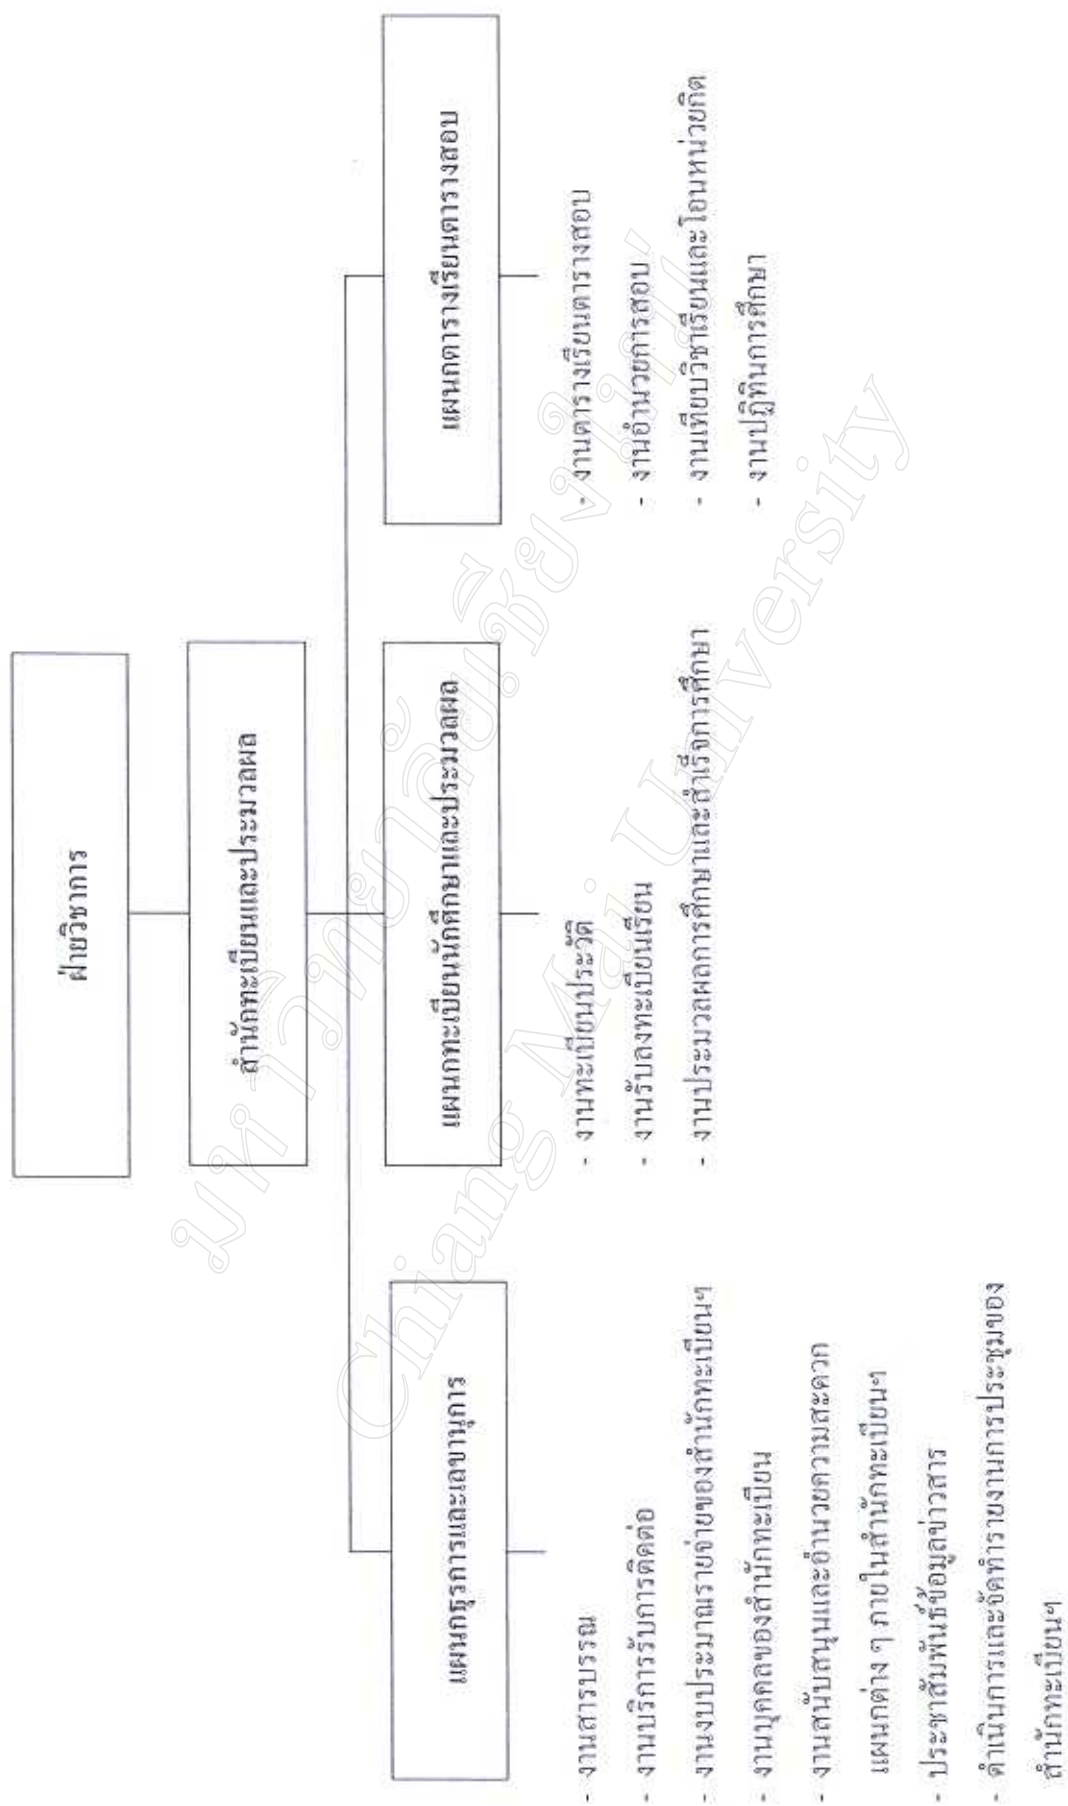 ฝ่ายวิชาการ
สำนักทะเบียนและประมวลผล
แผนกธุรการและเลขานุการ
- งานสารบรรณ
- งานบริการรับการติดต่อ
- งานงบประมาณรายจ่ายของสำนักทะเบียนฯ
- งานบุคคลของสำนักทะเบียน
- งานสนับสนุนและอำนวยความสะดวก
แผนกต่าง ๆ ภายในสำนักทะเบียนฯ
- ประชาสัมพันธ์ข้อมูลข่าวสาร
- ดำเนินการและจัดทำรายงานการประชุมของ
สำนักทะเบียนฯ
แผนกทะเบียนนักศึกษาและประมวลผล
- งานทะเบียนประวัติ
- งานรับลงทะเบียนเรียน
- งานประมวลผลการศึกษาและสำเร็จการศึกษา
แผนกตารางเรียนตารางสอบ
- งานตารางเรียนตารางสอบ
- งานอำนวยการสอบ
- งานเทียบวิชาเรียนและโอนหน่วยกิต
- งานปฏิทินการศึกษา
มหาวิทยาลัยเชียงใหม่
Chiang Mai University